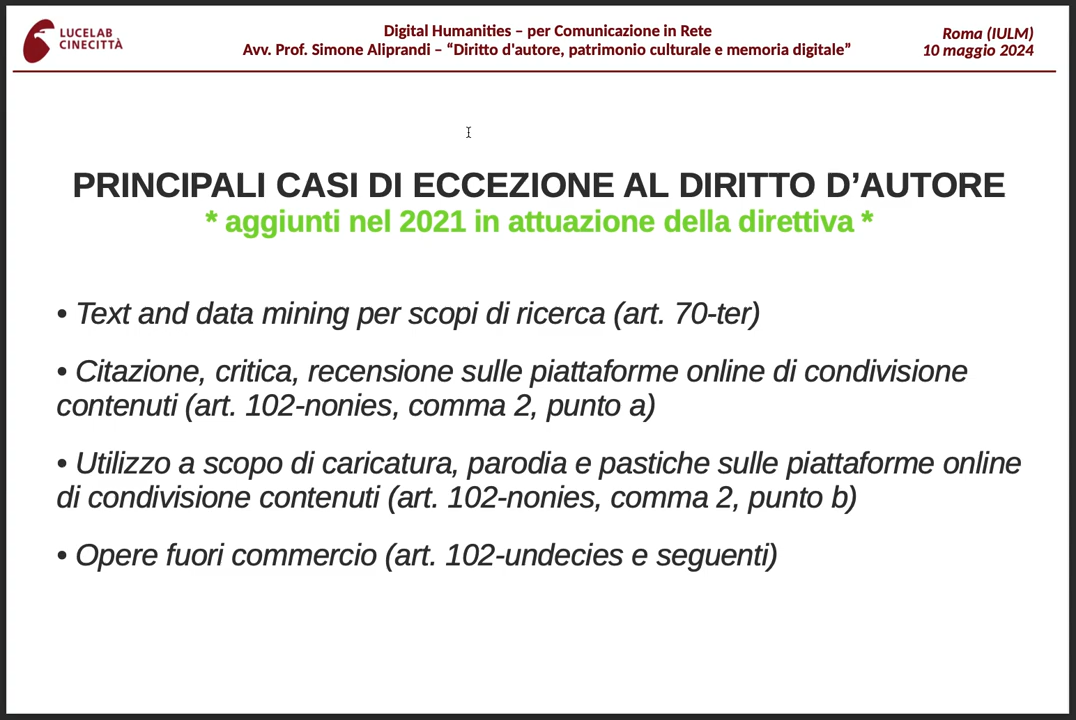 LUCELAB
CINECITTÀ
Digital Humanities – per Comunicazione in Rete
Avv. Prof. Simone Aliprandi – “Diritto d'autore, patrimonio culturale e memoria digitale”
Roma (IULM)
10 maggio 2024
PRINCIPALI CASI DI ECCEZIONE AL DIRITTO D’AUTORE
* aggiunti nel 2021 in attuazione della direttiva *
• Text and data mining per scopi di ricerca (art. 70-ter)
• Citazione, critica, recensione sulle piattaforme online di condivisione
contenuti (art. 102-nonies, comma 2, punto a)
• Utilizzo a scopo di caricatura, parodia e pastiche sulle piattaforme online
di condivisione contenuti (art. 102-nonies, comma 2, punto b)
• Opere fuori commercio (art. 102-undecies e seguenti)